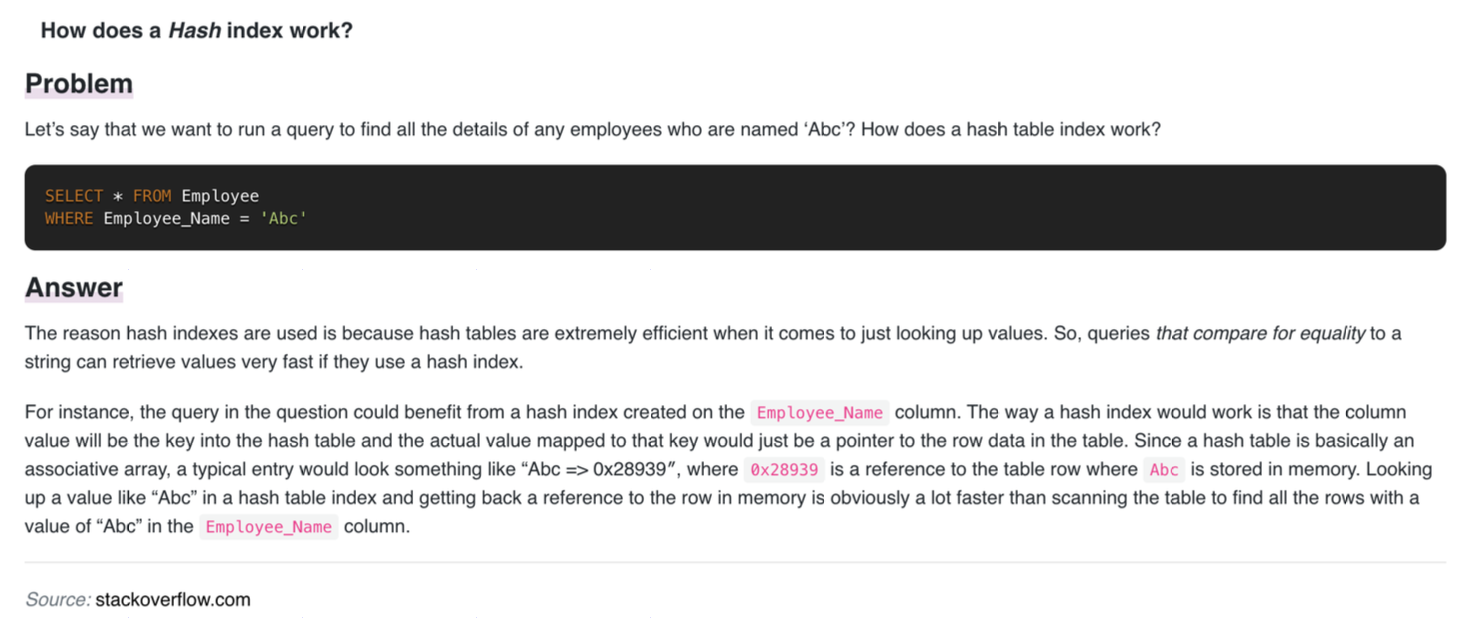 How does a Hash index work?
Problem
Let’s say that we want to run a query to find all the details of any employees who are named ‘Abc’? How does a hash table index work?
SELECT * FROM Employee
WHERE Employee_Name = 'Abc'
Answer
The reason hash indexes are used is because hash tables are extremely efficient when it comes to just looking up values. So, queries that compare for equality to a
string can retrieve values very fast if they use a hash index.
For instance, the query in the question could benefit from a hash index created on the Employee_Name column. The way a hash index would work is that the column
value will be the key into the hash table and the actual value mapped to that key would just be a pointer to the row data in the table. Since a hash table is basically an
associative array, a typical entry would look something like “Abc => 0x28939″, where 0x28939 is a reference to the table row where Abc is stored in memory. Looking
up a value like “Abc” in a hash table index and getting back a reference to the row in memory is obviously a lot faster than scanning the table to find all the rows with a
value of “Abc” in the Employee_Name column.
Source: stackoverflow.com